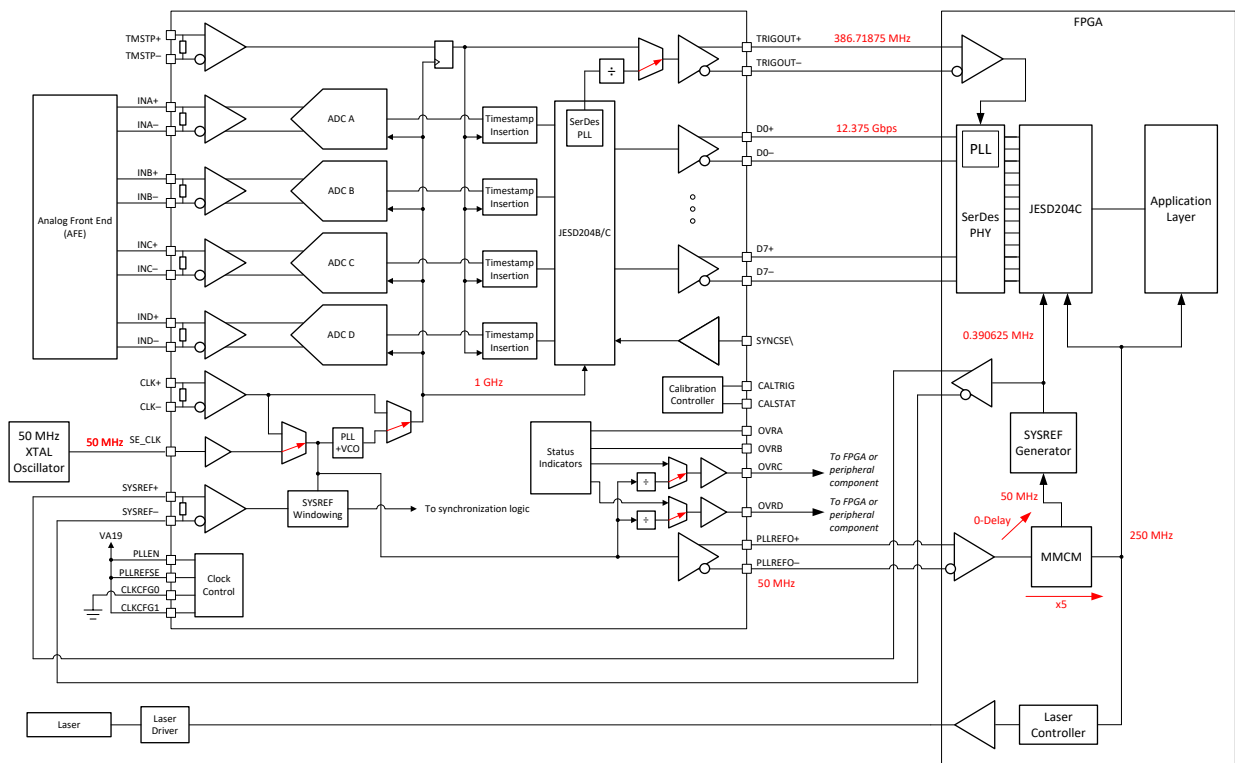 FPGA
TMSTP+
TMSTP–
TRIGOUT+
386.71875 MHz
TRIGOUT–
÷
INA+
INA–
ADC A
Timestamp
Insertion
SerDes
PLL
D0+
12.375 Gbps
D0–
PLL
INB+
INB–
ADC B
Timestamp
Insertion
Analog Front End
(AFE)
JESD204B/C
SerDes
PHY
JESD204C
Application
Layer
INC+
INC–
ADC C
Timestamp
Insertion
D7+
D7–
IND+
IND–
ADC D
Timestamp
Insertion
SYNCSE\
0.390625 MHz
CLK+
CLK–
1 GHz
Calibration
Controller
CALTRIG
CALSTAT
50 MHz
XTAL
Oscillator
50 MHz
SE_CLK
PLL
+VCO
Status
Indicators
OVRA
OVRB
OVRC
To FPGA or
peripheral
component
÷
SYSREF
Generator
SYSREF+
SYSREF–
SYSREF
Windowing
To synchronization logic
OVRD
To FPGA or
peripheral
component
÷
50 MHz
0-Delay
VA19
PLLEN
PLLREFSE
CLKCFG0
CLKCFG1
Clock
Control
PLLREFO+
PLLREFO–
50 MHz
MMCM
250 MHz
x5
Laser
Laser
Driver
Laser
Controller